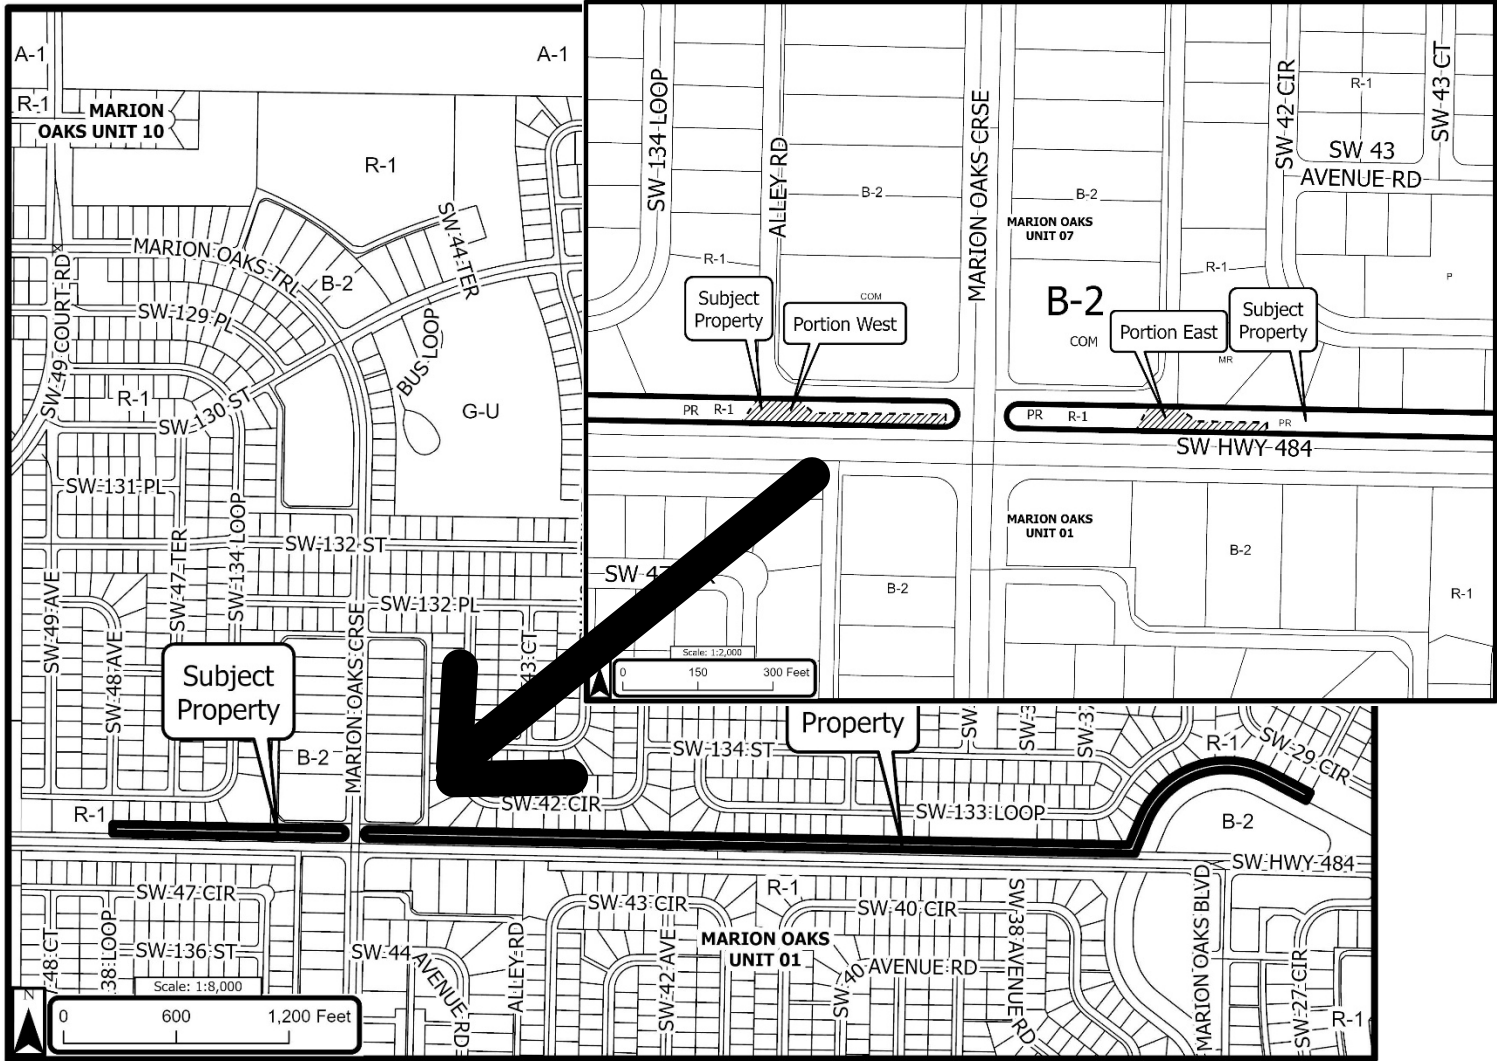 A-1
A-1
R-1
MARION
OAKS UNIT 10
R-1
MARION OAKS TRL
SW 44 TER
B-2
SW 49 COURT RD
SW 129 PL
BUS LOOP
R-1
SW 130 ST
G-U
SW 131 PL
SW 134 LOOP
SW 47 TER
SW 132 ST
SW 49 AVE
SW 48 AVE
SW 132 PL
MARION OAKS CRSE
43 CT
Subject
Property
B-2
R-1
SW 134 LOOP
ALLEY RD
MARION OAKS CRSE
SW 42 CIR
SW 43 CT
R-1
SW 43
AVENUE RD
B-2
B-2
MARION OAKS
UNIT 07
R-1
R-1
P
Subject
Property
COM
Portion West
B-2
COM
Portion East
Subject
Property
MR
PR
R-1
PR
R-1
PR
SW HWY 484
MARION OAKS
UNIT 01
B-2
B-2
R-1
SW 47
Scale: 1:2,000
0 150 300 Feet
Property
SW 134 ST
SW 42 CIR
SW 133 LOOP
R-1
SW 29 CIR
B-2
SW HWY 484
MARION OAKS BLVD
SW 47 CIR
SW 136 ST
48 CT
38 LOOP
SW 44 AVENUE RD
ALLEY RD
SW 43 CIR
SW 42 AVE
R-1
MARION OAKS
UNIT 01
SW 40 CIR
SW 40 AVENUE RD
SW 38 AVENUE RD
SW 27 CIR
R-1
Scale: 1:8,000
N
0 600 1,200 Feet